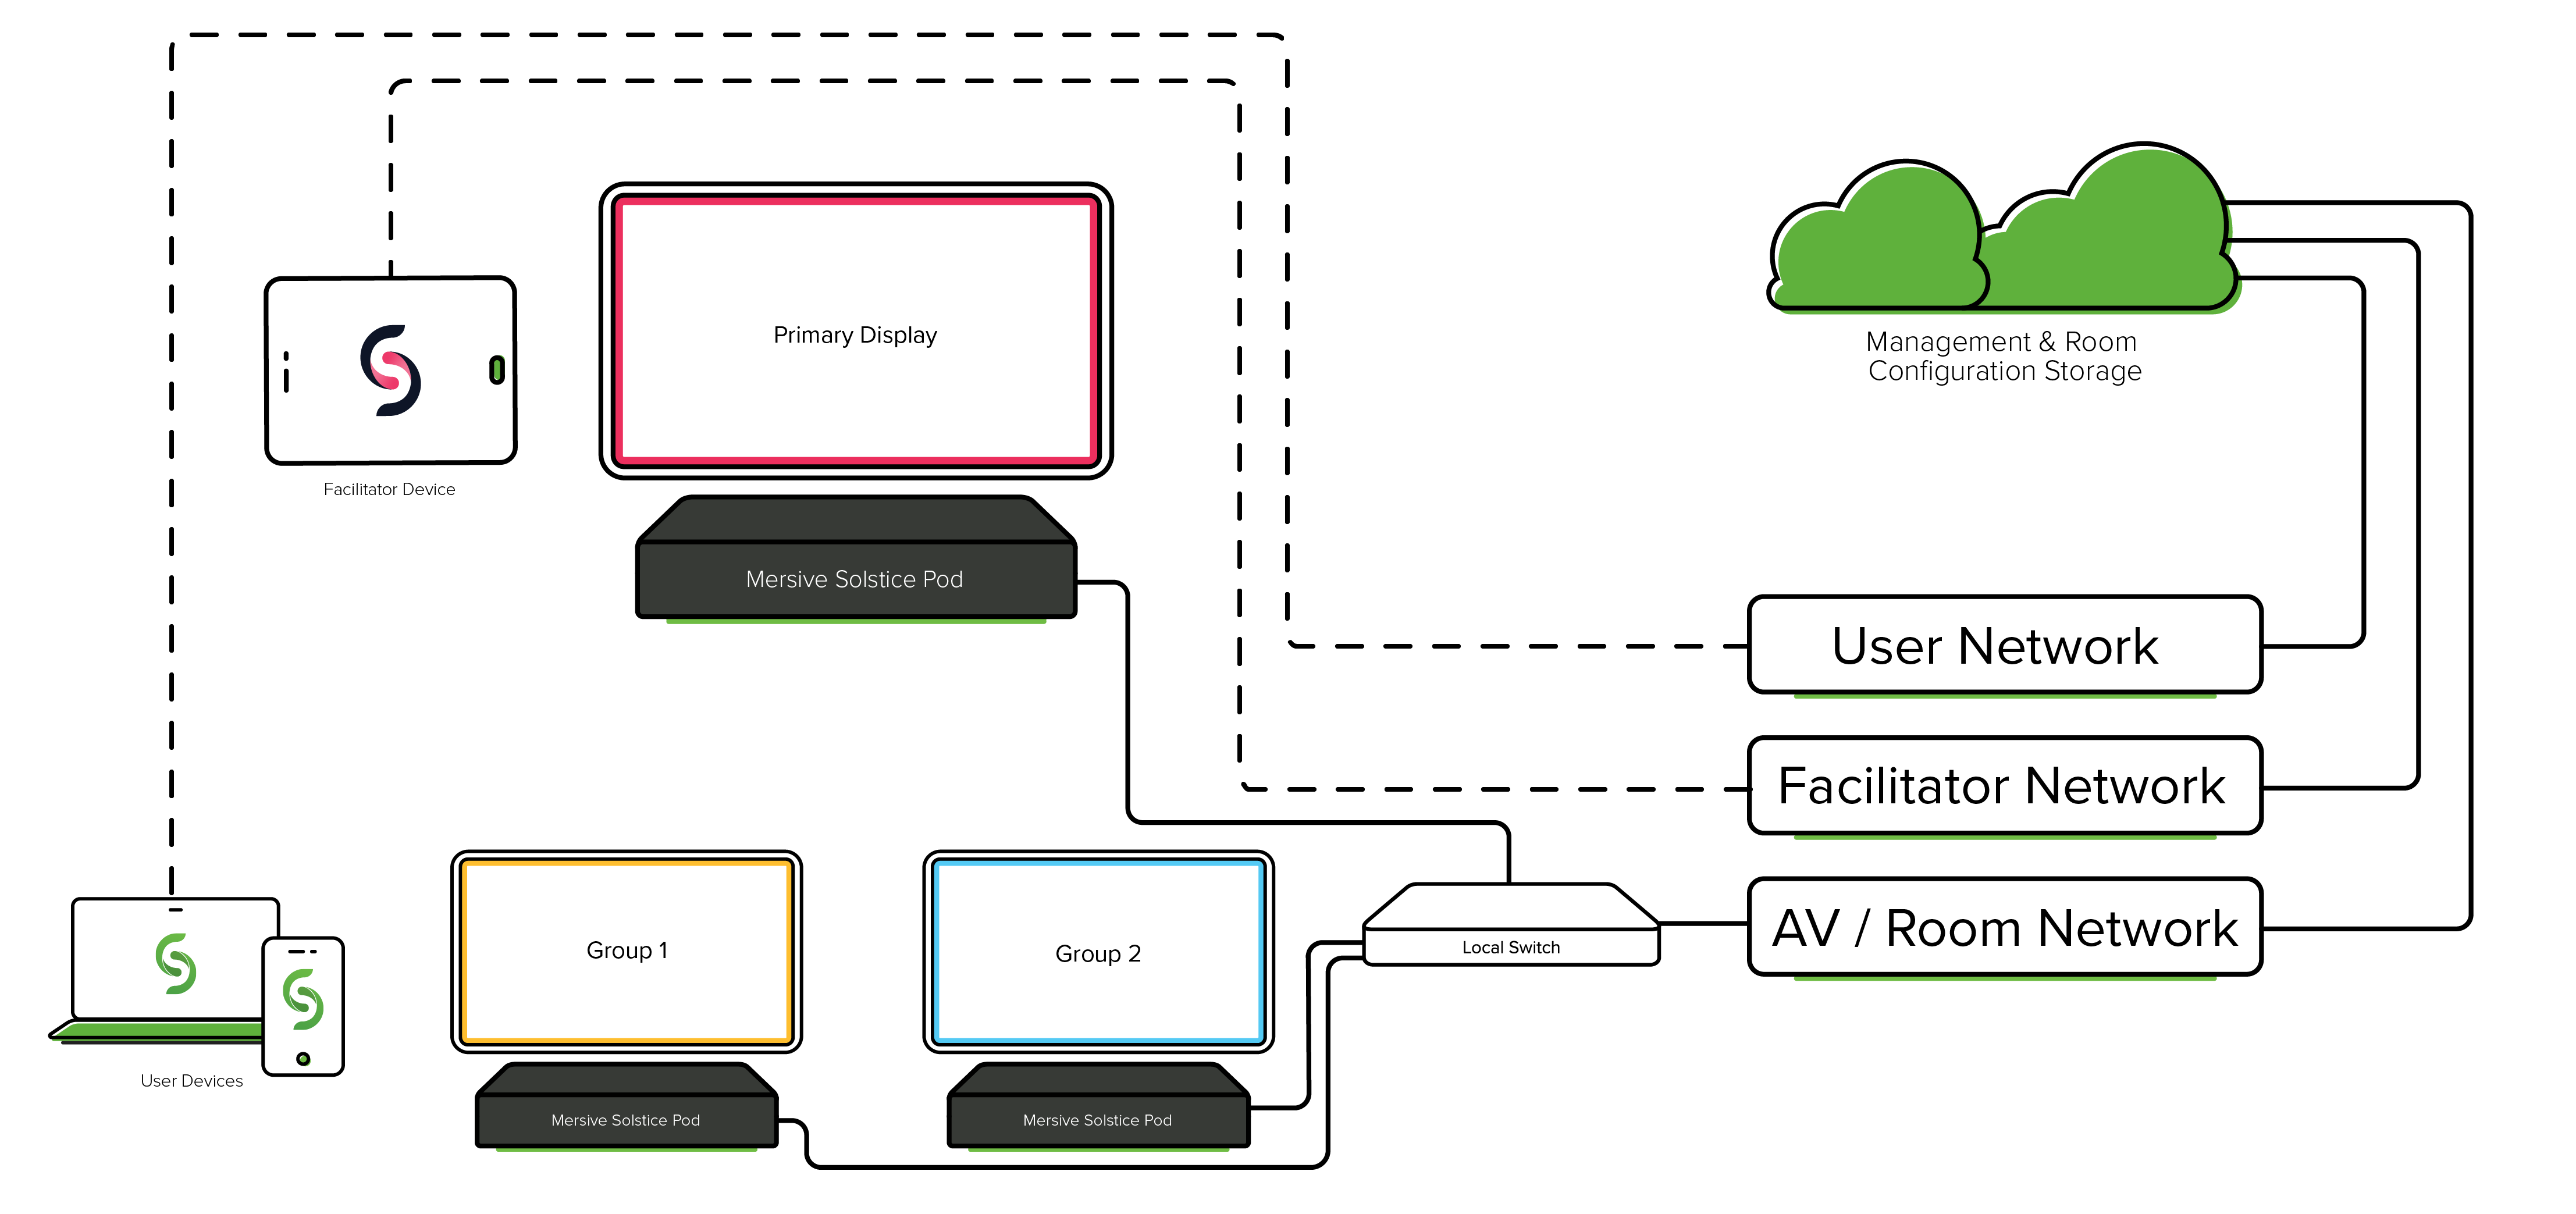 Primary Display
Management & Room
Configuration Storage
Facilitator Device
Mersive Solstice Pod
User Network
Facilitator Network
AV / Room Network
Group 1
Group 2
Local Switch
User Devices
Mersive Solstice Pod
Mersive Solstice Pod